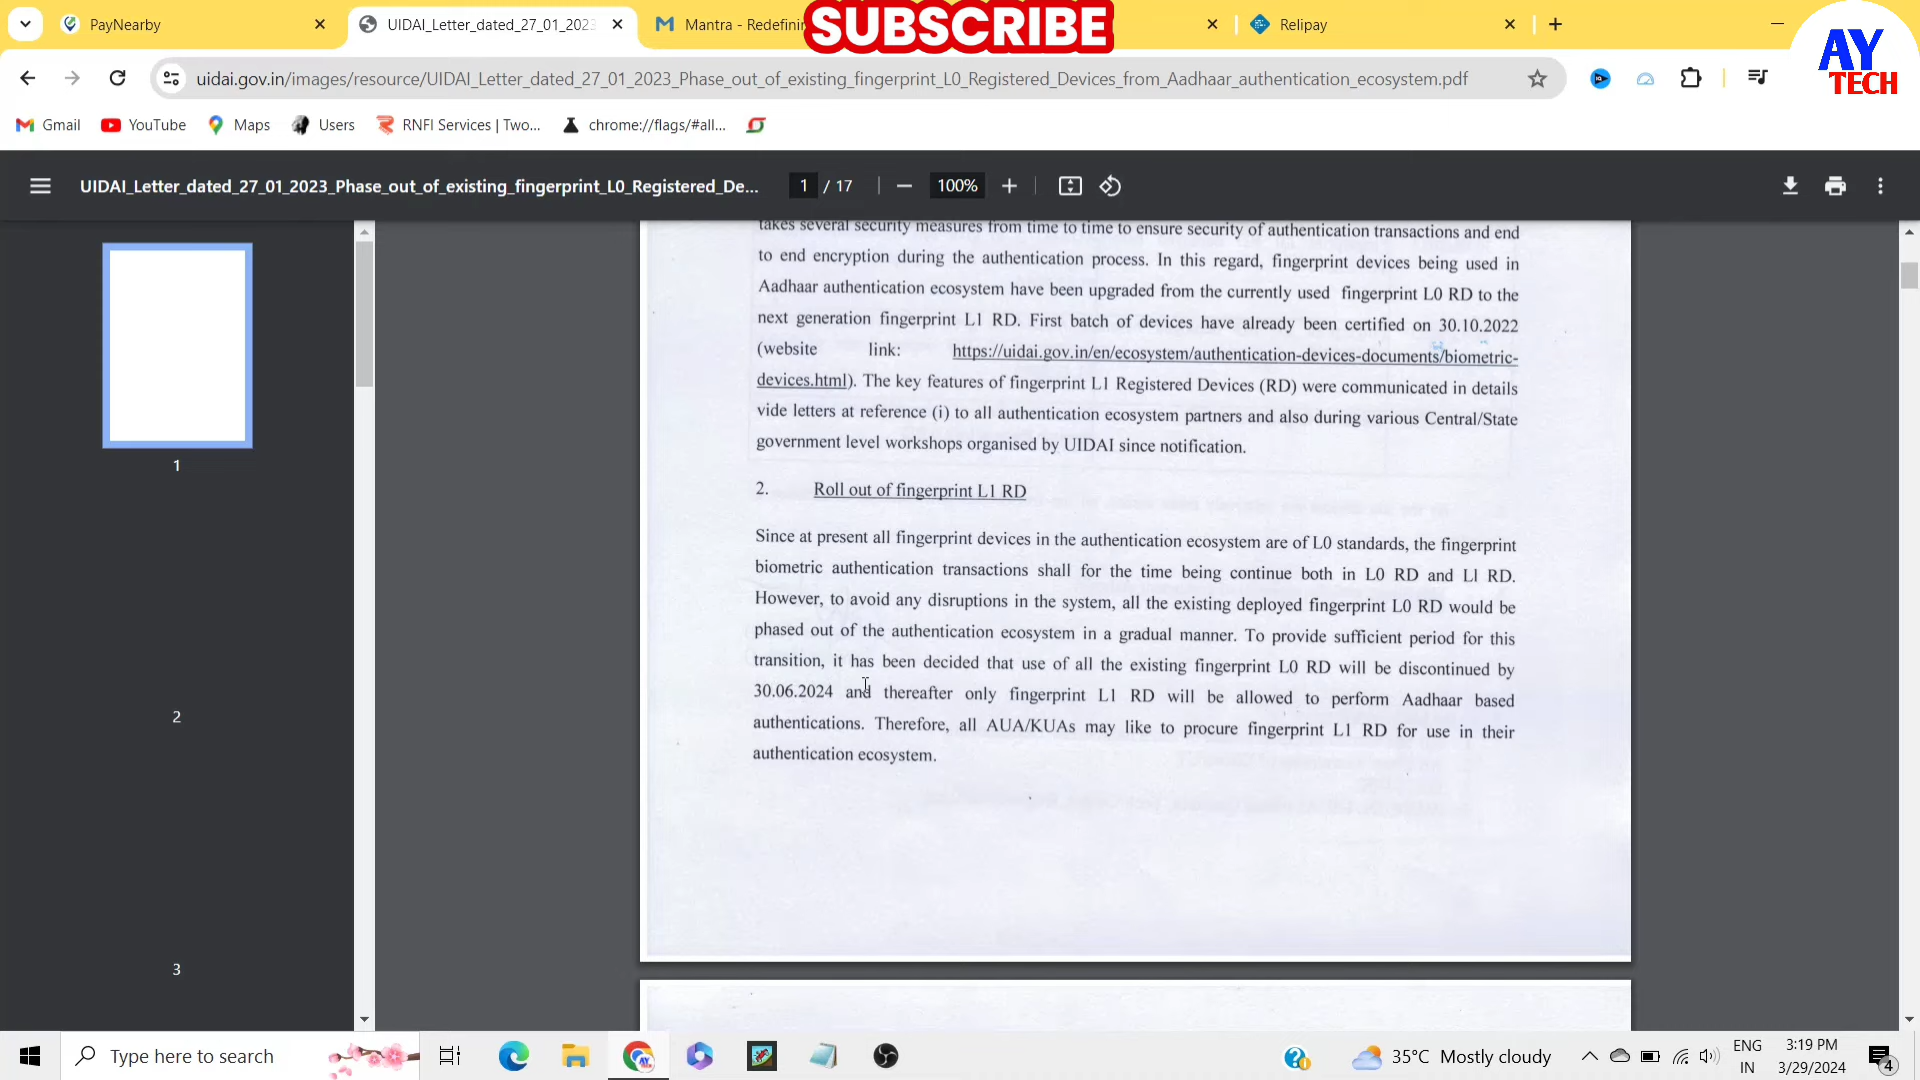 PayNearby
UIDAI_Letter_dated_27_01_2023
Mantra - Redefinin
SUBSCRIBE
Relipay
AY
TECH
uidai.gov.in/images/resource/UIDAI_Letter_dated_27_01_2023_Phase_out_of_existing_fingerprint_L0_Registered_Devices_from_Aadhaar_authentication_ecosystem.pdf
Gmail
YouTube
Maps
Users
RNFI Services | Two...
chrome://flags/#all...
UIDAI_Letter_dated_27_01_2023_Phase_out_of_existing_fingerprint_L0_Registered_De...
1 / 17
100%
takes several security measures from time to time to ensure security of authentication transactions and end
to end encryption during the authentication process. In this regard, fingerprint devices being used in
Aadhaar authentication ecosystem have been upgraded from the currently used fingerprint L0 RD to the
next generation fingerprint L1 RD. First batch of devices have already been certified on 30.10.2022
(website link: https://uidai.gov.in/en/ecosystem/authentication-devices-documents/biometric-
devices.html). The key features of fingerprint L1 Registered Devices (RD) were communicated in details
vide letters at reference (i) to all authentication ecosystem partners and also during various Central/State
government level workshops organised by UIDAI since notification.
2. Roll out of fingerprint L1 RD
Since at present all fingerprint devices in the authentication ecosystem are of L0 standards, the fingerprint
biometric authentication transactions shall for the time being continue both in L0 RD and L1 RD.
However, to avoid any disruptions in the system, all the existing deployed fingerprint L0 RD would be
phased out of the authentication ecosystem in a gradual manner. To provide sufficient period for this
transition, it has been decided that use of all the existing fingerprint L0 RD will be discontinued by
30.06.2024 and thereafter only fingerprint L1 RD will be allowed to perform Aadhaar based
authentications. Therefore, all AUA/KUAs may like to procure fingerprint L1 RD for use in their
authentication ecosystem.
1
2
3
Type here to search
35°C Mostly cloudy
ENG
IN
3:19 PM
3/29/2024
4